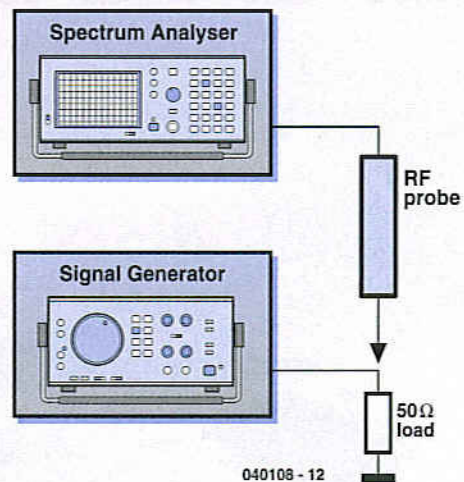 Spectrum Analyser
RF
probe
Signal Generator
50Ω
load
040108 - 12